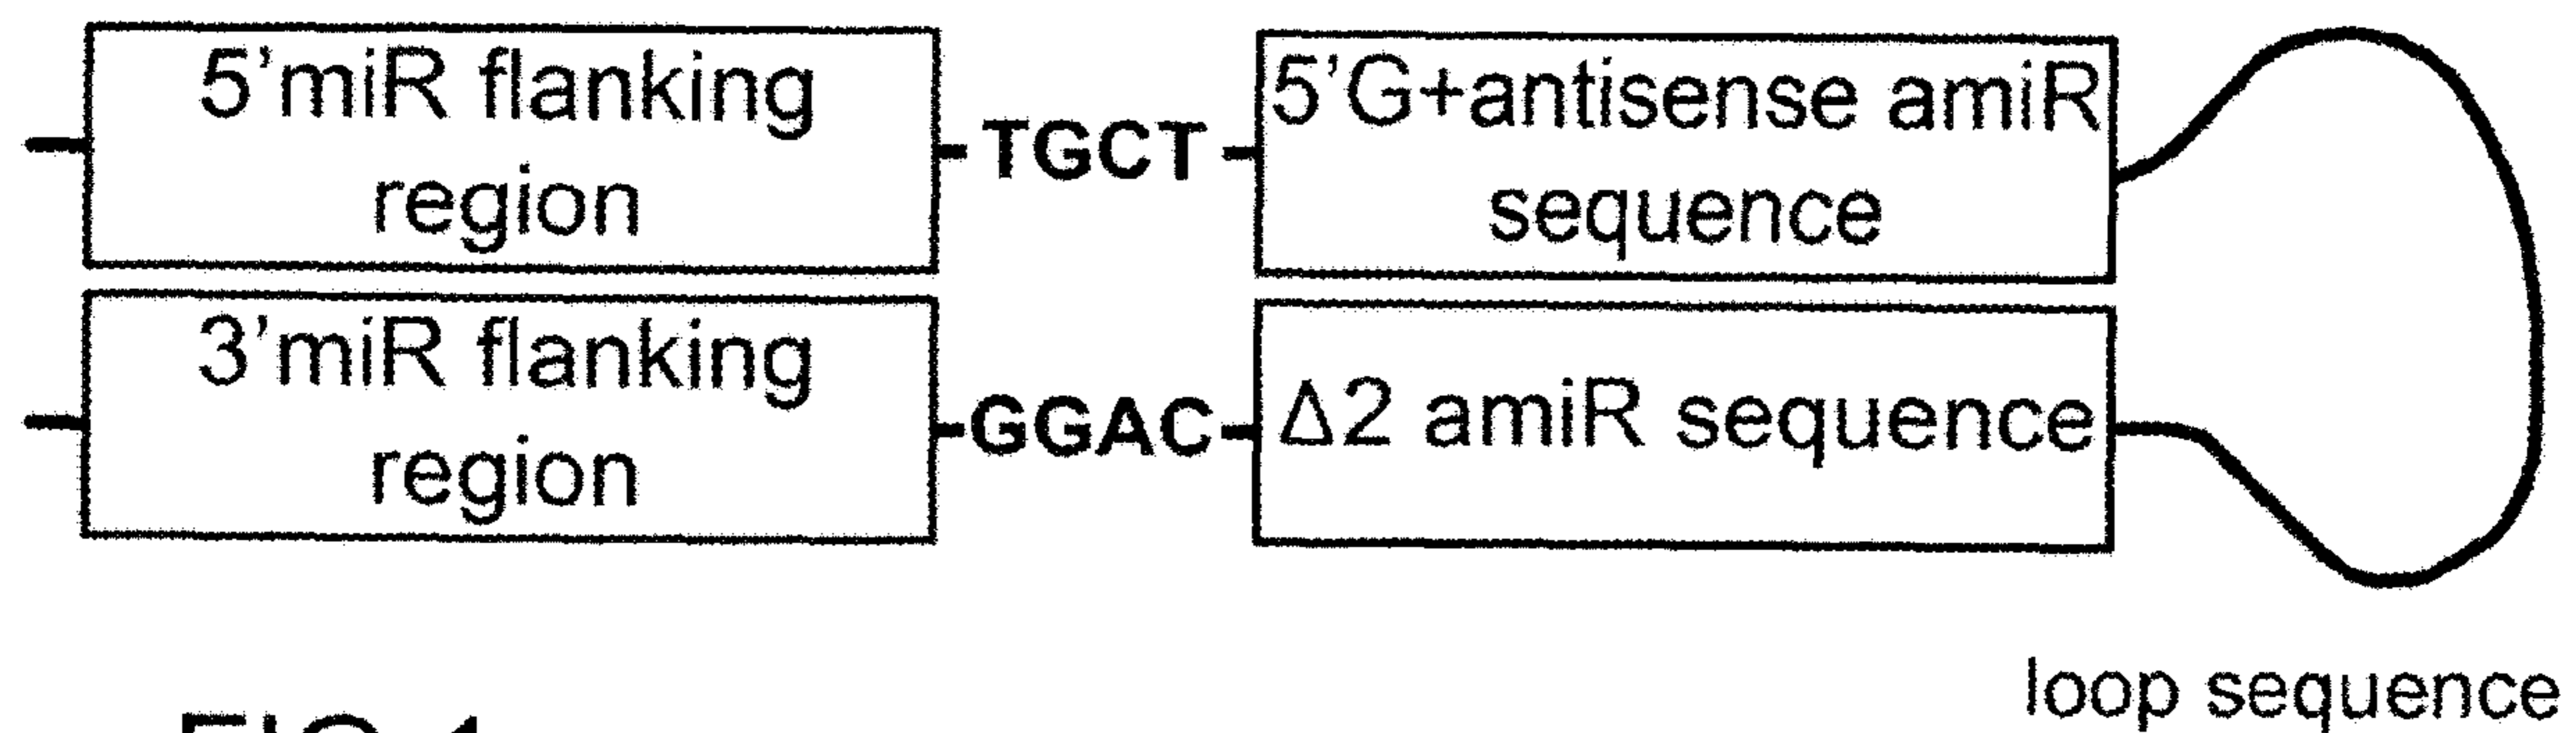 5'miR flanking
region
TGCT
5'G+antisense amiR
sequence
3'miR flanking
region
GGAC
Δ2 amiR sequence
loop sequence